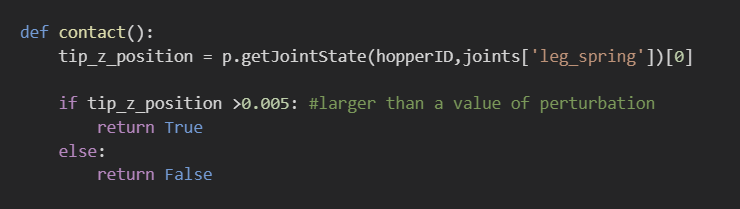 def contact():
    tip_z_position = p.getJointState(hopperID,joints['leg_spring'])[0]

    if tip_z_position >0.005: #larger than a value of perturbation
        return True
    else:
        return False